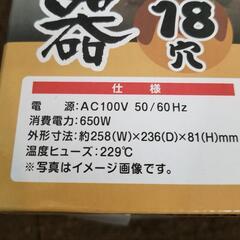 器
18穴
仕様
電　源:AC100V 50/60Hz
消費電力:650W
外形寸法:約258(W)×236(D)×81(H)mm
温度ヒューズ:229℃
※写真はイメージ画像です。